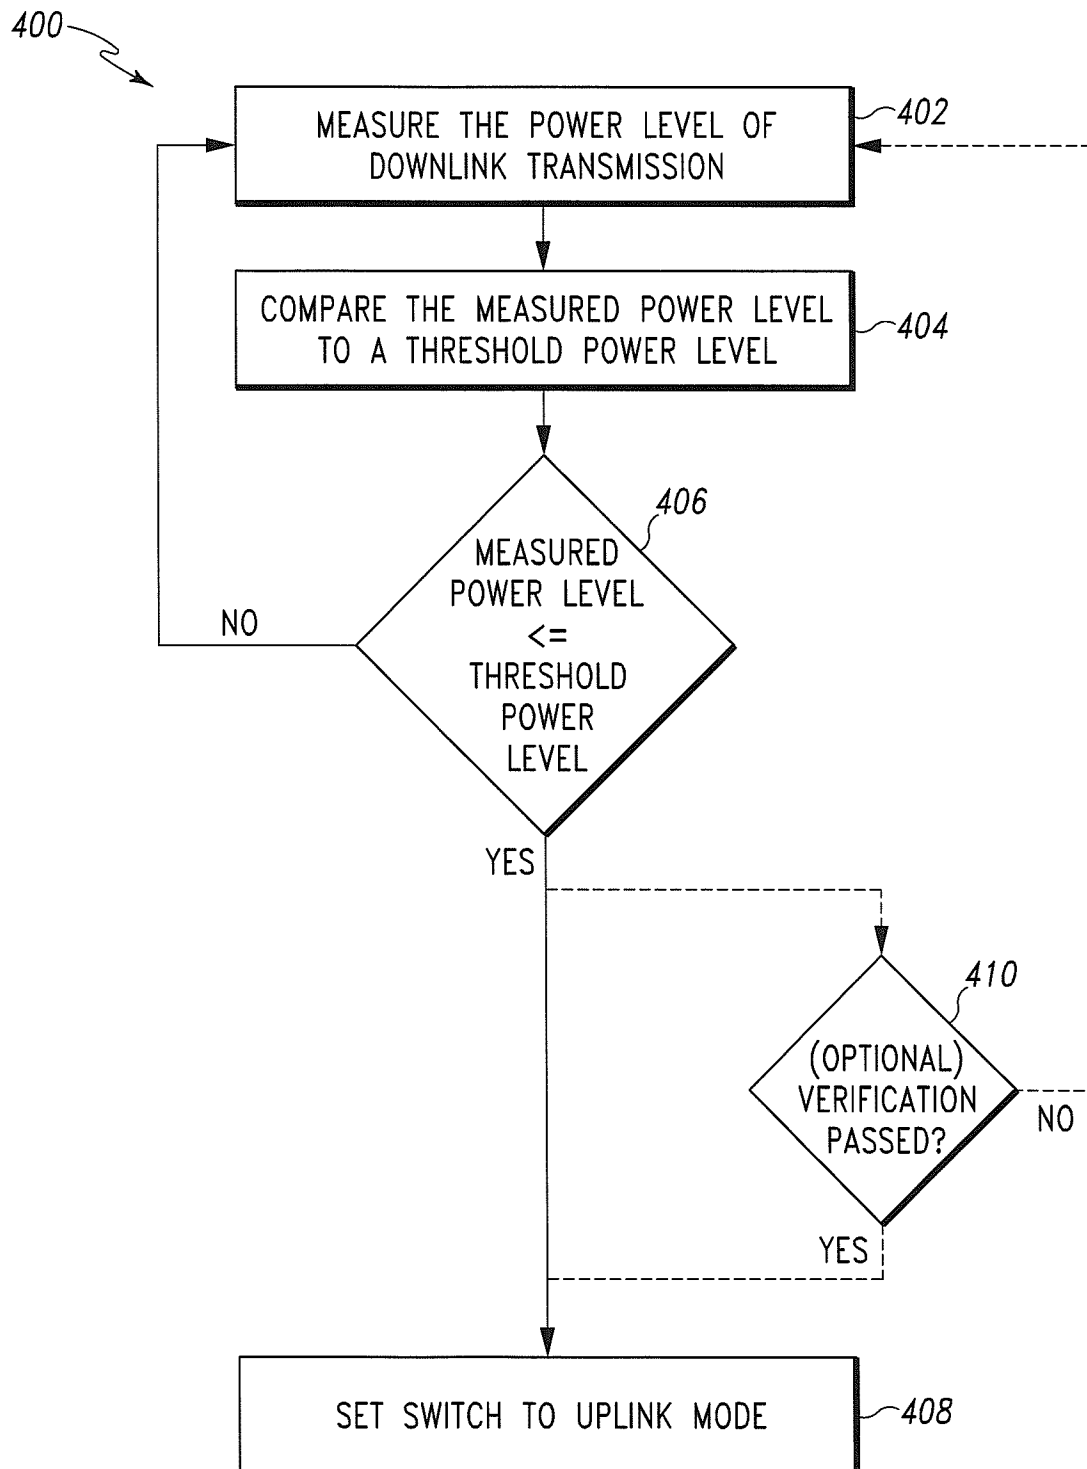 400
MEASURE THE POWER LEVEL OF
DOWNLINK TRANSMISSION
402
COMPARE THE MEASURED POWER LEVEL
TO A THRESHOLD POWER LEVEL
404
406
MEASURED
POWER LEVEL
<=
THRESHOLD
POWER
LEVEL
NO
YES
410
(OPTIONAL)
VERIFICATION
PASSED?
NO
YES
SET SWITCH TO UPLINK MODE
408